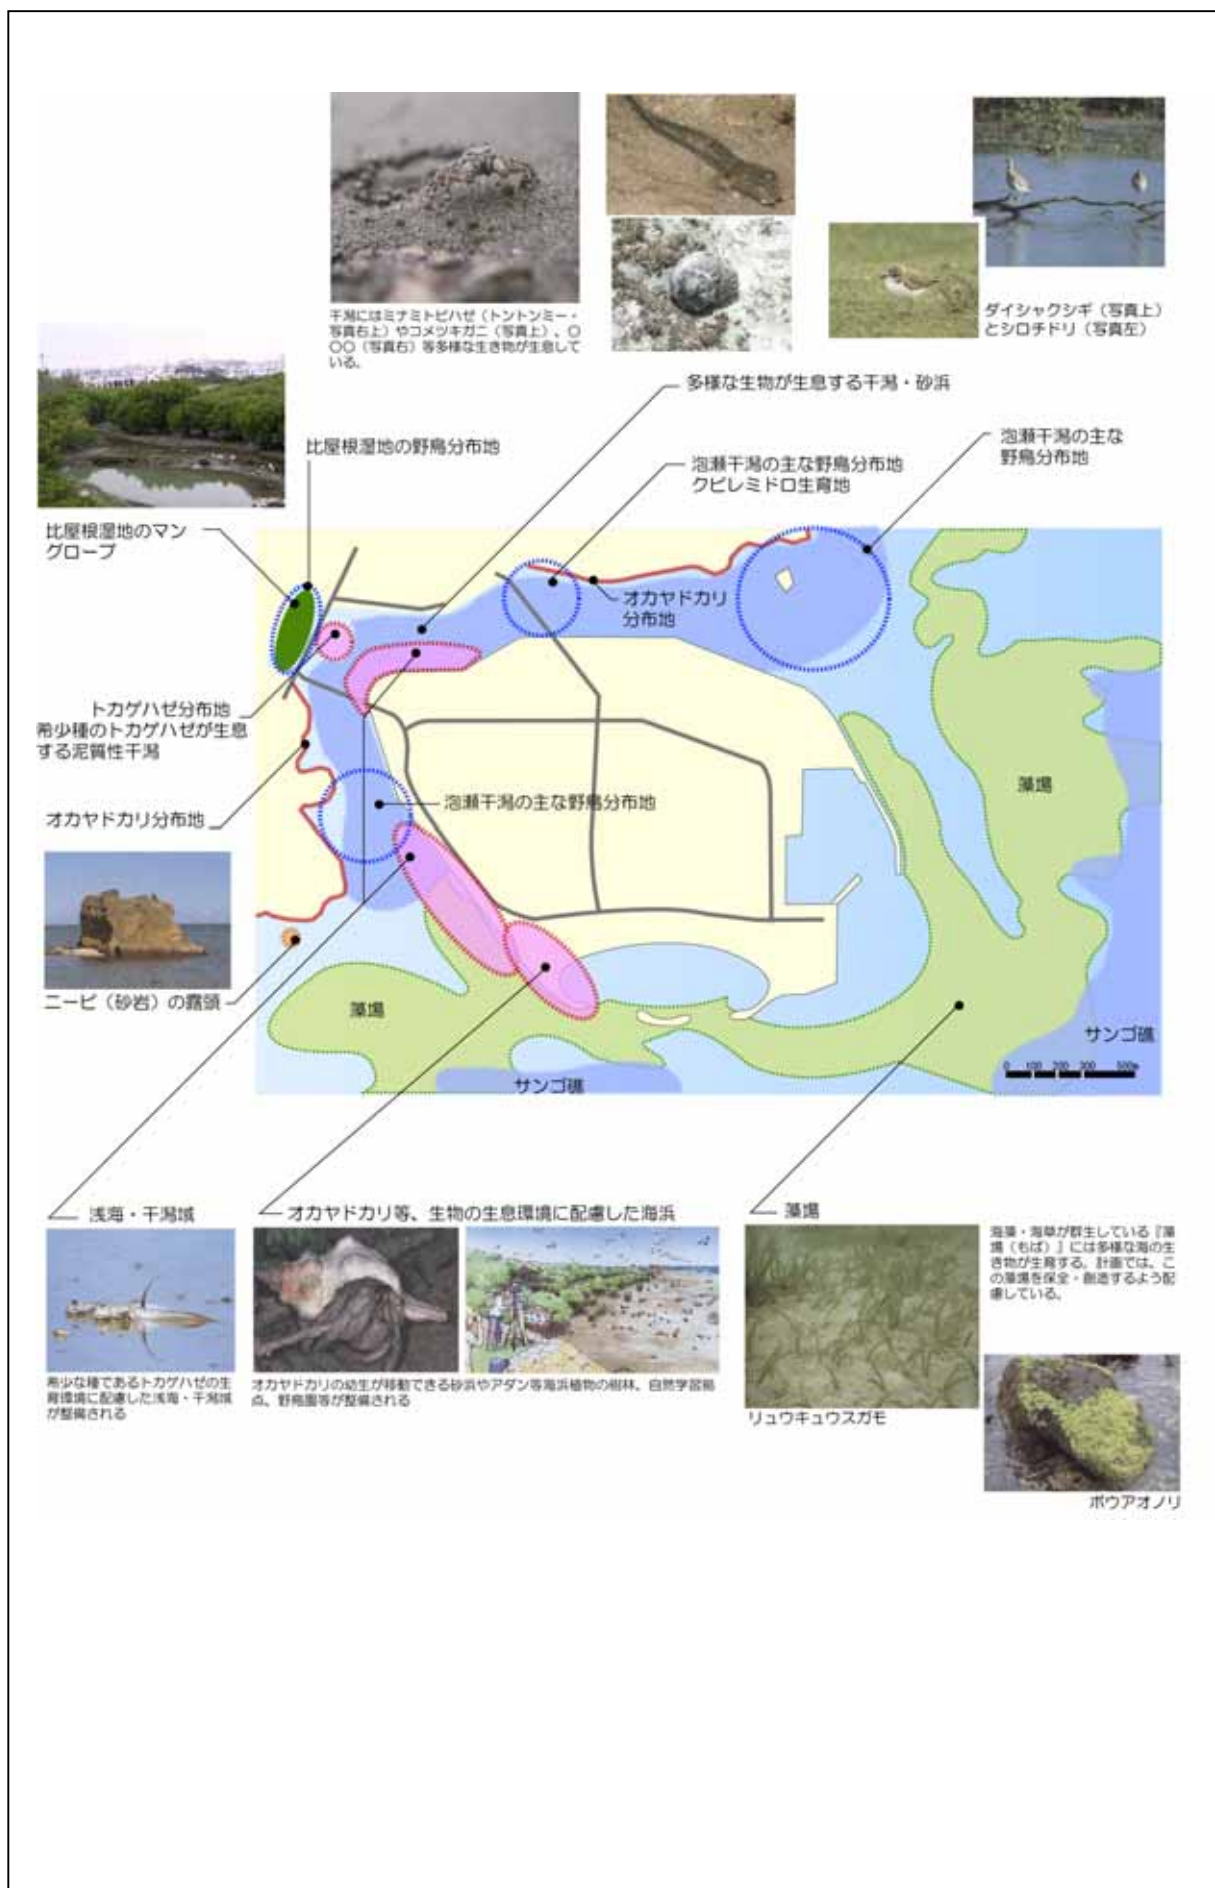 干潟にはミナミトビハゼ（トントンミー・
写真右上）やコメツキガニ（写真上）、〇
〇〇（写真右）等多様な生き物が生息して
いる。
ダイシャクシギ（写真上）
とシロチドリ（写真左）
多様な生物が生息する干潟・砂浜
比屋根湿地の野鳥分布地
泡瀬干潟の主な野鳥分布地
クビレミドロ生育地
泡瀬干潟の主な
野鳥分布地
比屋根湿地のマン
グローブ
オカヤドカリ
分布地
トカゲハゼ分布地
希少種のトカゲハゼが生息
する泥質性干潟
藻場
泡瀬干潟の主な野鳥分布地
オカヤドカリ分布地
ニービ（砂岩）の露頭
藻場
サンゴ礁
サンゴ礁
0 100 200 300 500m
浅海・干潟域
オカヤドカリ等、生物の生息環境に配慮した海浜
藻場
海藻・海草が群生している『藻
場（もば）』には多様な海の生
き物が生育する。計画では、こ
の藻場を保全・創造するよう配
慮している。
希少な種であるトカゲハゼの生
育環境に配慮した浅海・干潟域
が整備される
オカヤドカリの幼生が移動できる砂浜やアダン等海浜植物の樹林、自然学習拠
点、野鳥園等が整備される
リュウキュウスガモ
ボウアオノリ